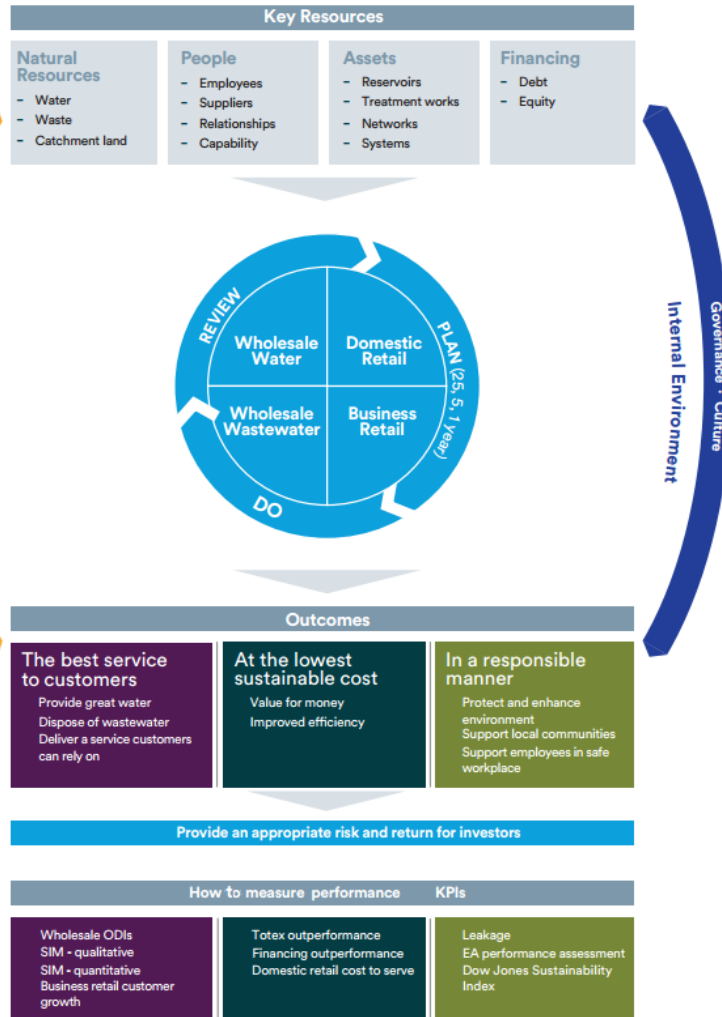 Key Resources
Natural
Resources
– Water
– Waste
– Catchment land
People
– Employees
– Suppliers
– Relationships
– Capability
Assets
– Reservoirs
– Treatment works
– Networks
– Systems
Financing
– Debt
– Equity
REVIEW
PLAN (25, 5, 1 year)
DO
Wholesale
Water
Domestic
Retail
Wholesale
Wastewater
Business
Retail
Internal Environment
Governance · Culture
Outcomes
The best service
to customers
Provide great water
Dispose of wastewater
Deliver a service customers
can rely on
At the lowest
sustainable cost
Value for money
Improved efficiency
In a responsible
manner
Protect and enhance
environment
Support local communities
Support employees in safe
workplace
Provide an appropriate risk and return for investors
How to measure performance KPIs
Wholesale ODIs
SIM - qualitative
SIM - quantitative
Business retail customer
growth
Totex outperformance
Financing outperformance
Domestic retail cost to serve
Leakage
EA performance assessment
Dow Jones Sustainability
Index